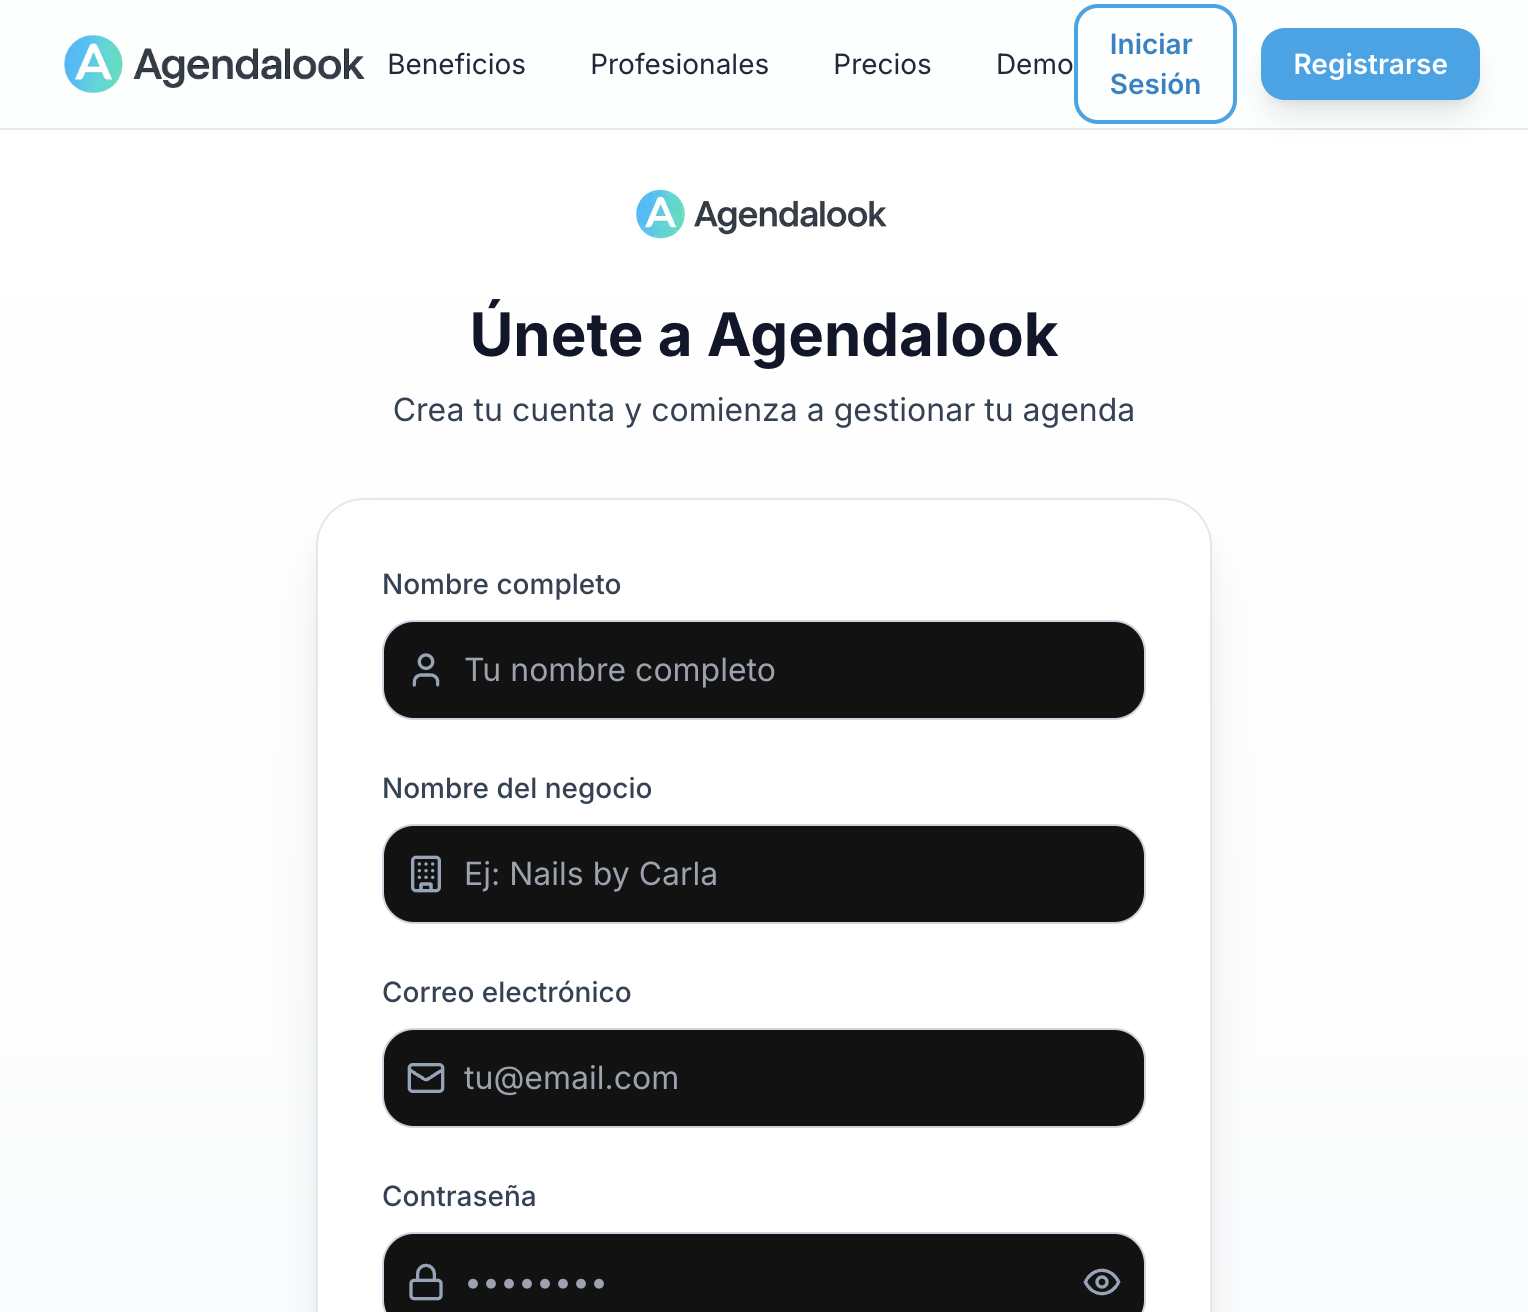 Agendalook
Beneficios
Profesionales
Precios
Demo
Iniciar
Sesión
Registrarse
Agendalook
Únete a Agendalook
Crea tu cuenta y comienza a gestionar tu agenda
Nombre completo
Tu nombre completo
Nombre del negocio
Ej: Nails by Carla
Correo electrónico
tu@email.com
Contraseña
••••••••